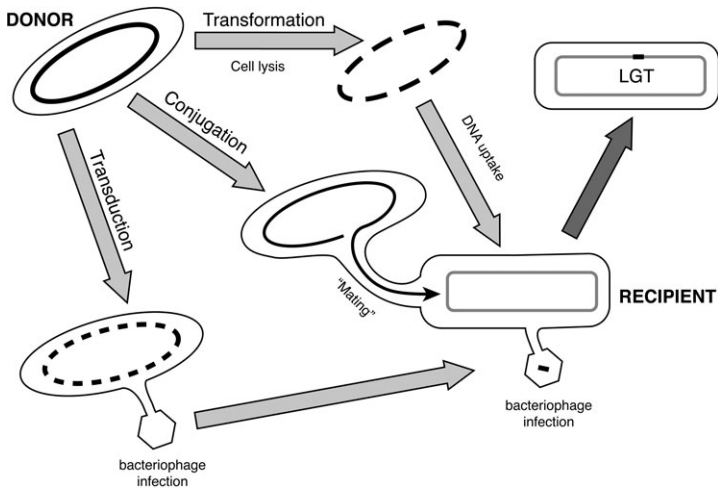 DONOR
Transformation
Cell lysis
LGT
Conjugation
DNA uptake
Transduction
"Mating"
RECIPIENT
bacteriophage
infection
bacteriophage
infection